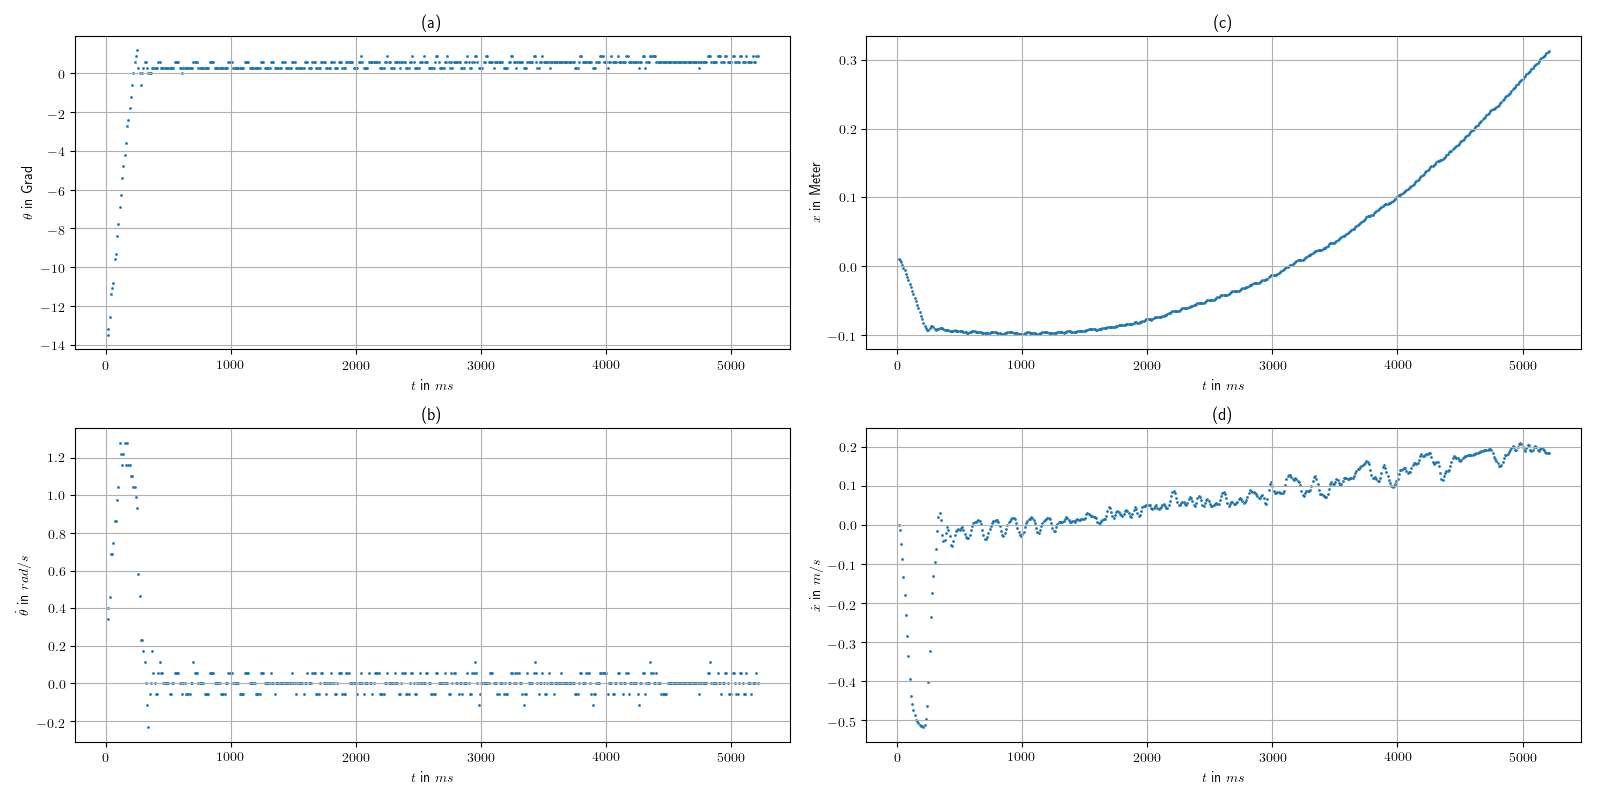 (a)
0
−2
−4
−6
−8
−10
−12
−14
θ in Grad
0 1000 2000 3000 4000 5000
t in ms
(c)
0.3
0.2
0.1
0.0
−0.1
x in Meter
0 1000 2000 3000 4000 5000
t in ms
(b)
1.2
1.0
0.8
0.6
0.4
0.2
0.0
−0.2
θ̇ in rad/s
0 1000 2000 3000 4000 5000
t in ms
(d)
0.2
0.1
0.0
−0.1
−0.2
−0.3
−0.4
−0.5
ẋ in m/s
0 1000 2000 3000 4000 5000
t in ms